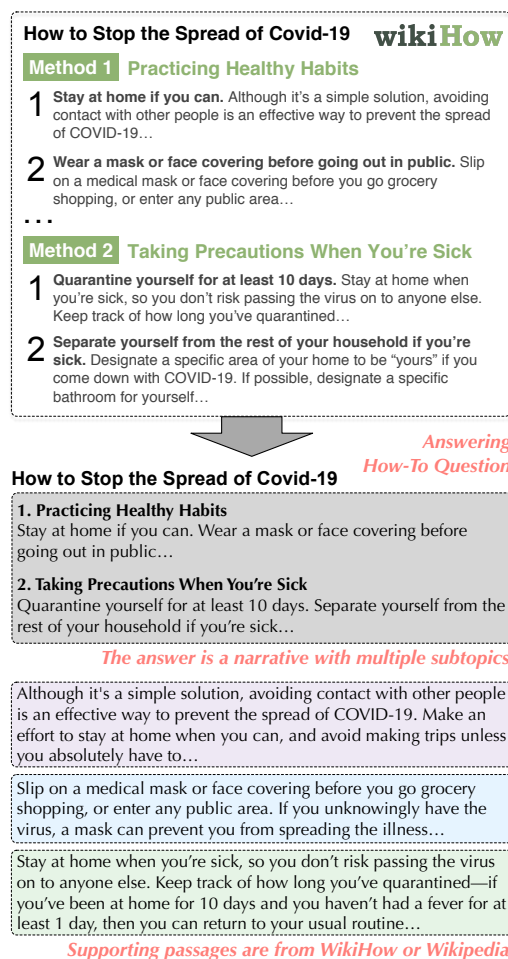 How to Stop the Spread of Covid-19 wikiHow
Method 1 Practicing Healthy Habits
1 Stay at home if you can. Although it's a simple solution, avoiding
contact with other people is an effective way to prevent the spread
of COVID-19…
2 Wear a mask or face covering before going out in public. Slip
on a medical mask or face covering before you go grocery
shopping, or enter any public area…
...
Method 2 Taking Precautions When You're Sick
1 Quarantine yourself for at least 10 days. Stay at home when
you're sick, so you don't risk passing the virus on to anyone else.
Keep track of how long you've quarantined…
2 Separate yourself from the rest of your household if you're
sick. Designate a specific area of your home to be “yours” if you
come down with COVID-19. If possible, designate a specific
bathroom for yourself…
Answering
How-To Question
How to Stop the Spread of Covid-19
1. Practicing Healthy Habits
Stay at home if you can. Wear a mask or face covering before
going out in public…
2. Taking Precautions When You're Sick
Quarantine yourself for at least 10 days. Separate yourself from the
rest of your household if you're sick…
The answer is a narrative with multiple subtopics
Although it's a simple solution, avoiding contact with other people
is an effective way to prevent the spread of COVID-19. Make an
effort to stay at home when you can, and avoid making trips unless
you absolutely have to…
Slip on a medical mask or face covering before you go grocery
shopping, or enter any public area. If you unknowingly have the
virus, a mask can prevent you from spreading the illness…
Stay at home when you're sick, so you don't risk passing the virus
on to anyone else. Keep track of how long you've quarantined—if
you've been at home for 10 days and you haven't had a fever for at
least 1 day, then you can return to your usual routine…
Supporting passages are from WikiHow or Wikipedia